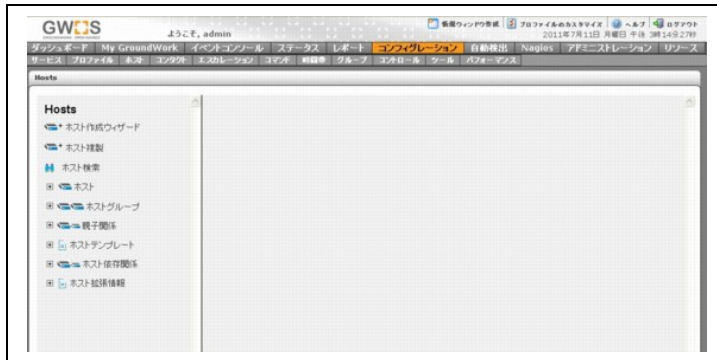 GWOS
ようこそ, admin
新規ウィンドウ作成 プロファイルのカスタマイズ ヘルプ ログアウト
2011年7月11日 月曜日 午後 3時14分27秒
ダッシュボード My GroundWork イベントコンソール ステータス レポート コンフィグレーション 自動検出 Nagios アドミニストレーション リソース
サービス プロファイル ホスト コンタクト エスカレーション コマンド 時間帯 グループ コントロール ツール パフォーマンス
Hosts
Hosts
ホスト作成ウィザード
ホスト複製
ホスト検索
ホスト
ホストグループ
親子関係
ホストテンプレート
ホスト依存関係
ホスト拡張情報